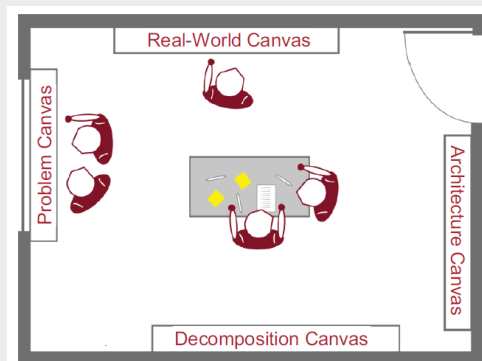 Real-World Canvas
Problem Canvas
Architecture Canvas
Decomposition Canvas